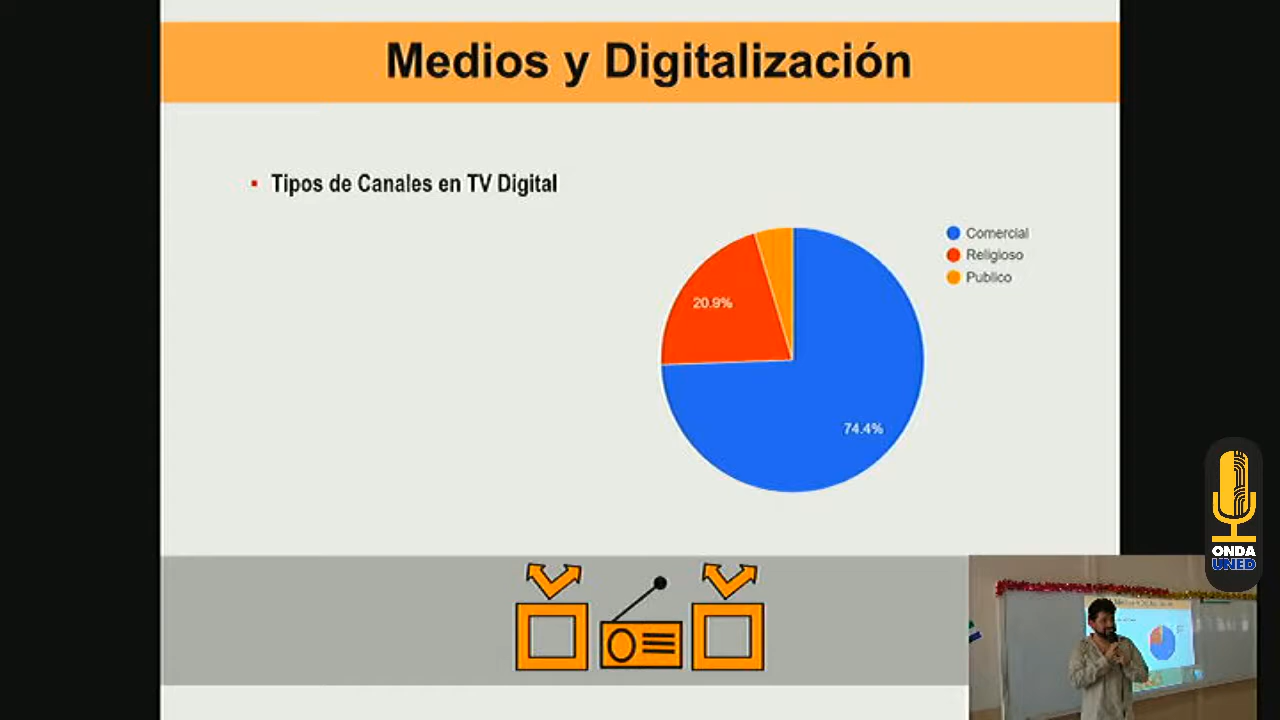 Medios y Digitalización
Tipos de Canales en TV Digital
Comercial
Religioso
Publico
20.9%
74.4%
ONDA
UNED